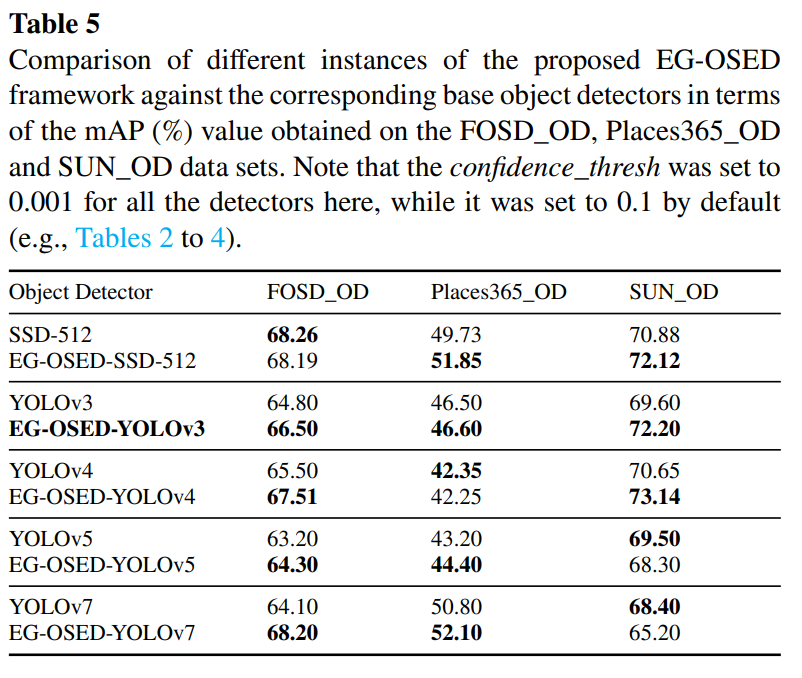 Table 5
Comparison of different instances of the proposed EG-OSED
framework against the corresponding base object detectors in terms
of the mAP (%) value obtained on the FOSD_OD, Places365_OD
and SUN_OD data sets. Note that the confidence_thresh was set to
0.001 for all the detectors here, while it was set to 0.1 by default
(e.g., Tables 2 to 4).
Object Detector FOSD_OD Places365_OD SUN_OD
SSD-512 68.26 49.73 70.88
EG-OSED-SSD-512 68.19 51.85 72.12
YOLOv3 64.80 46.50 69.60
EG-OSED-YOLOv3 66.50 46.60 72.20
YOLOv4 65.50 42.35 70.65
EG-OSED-YOLOv4 67.51 42.25 73.14
YOLOv5 63.20 43.20 69.50
EG-OSED-YOLOv5 64.30 44.40 68.30
YOLOv7 64.10 50.80 68.40
EG-OSED-YOLOv7 68.20 52.10 65.20